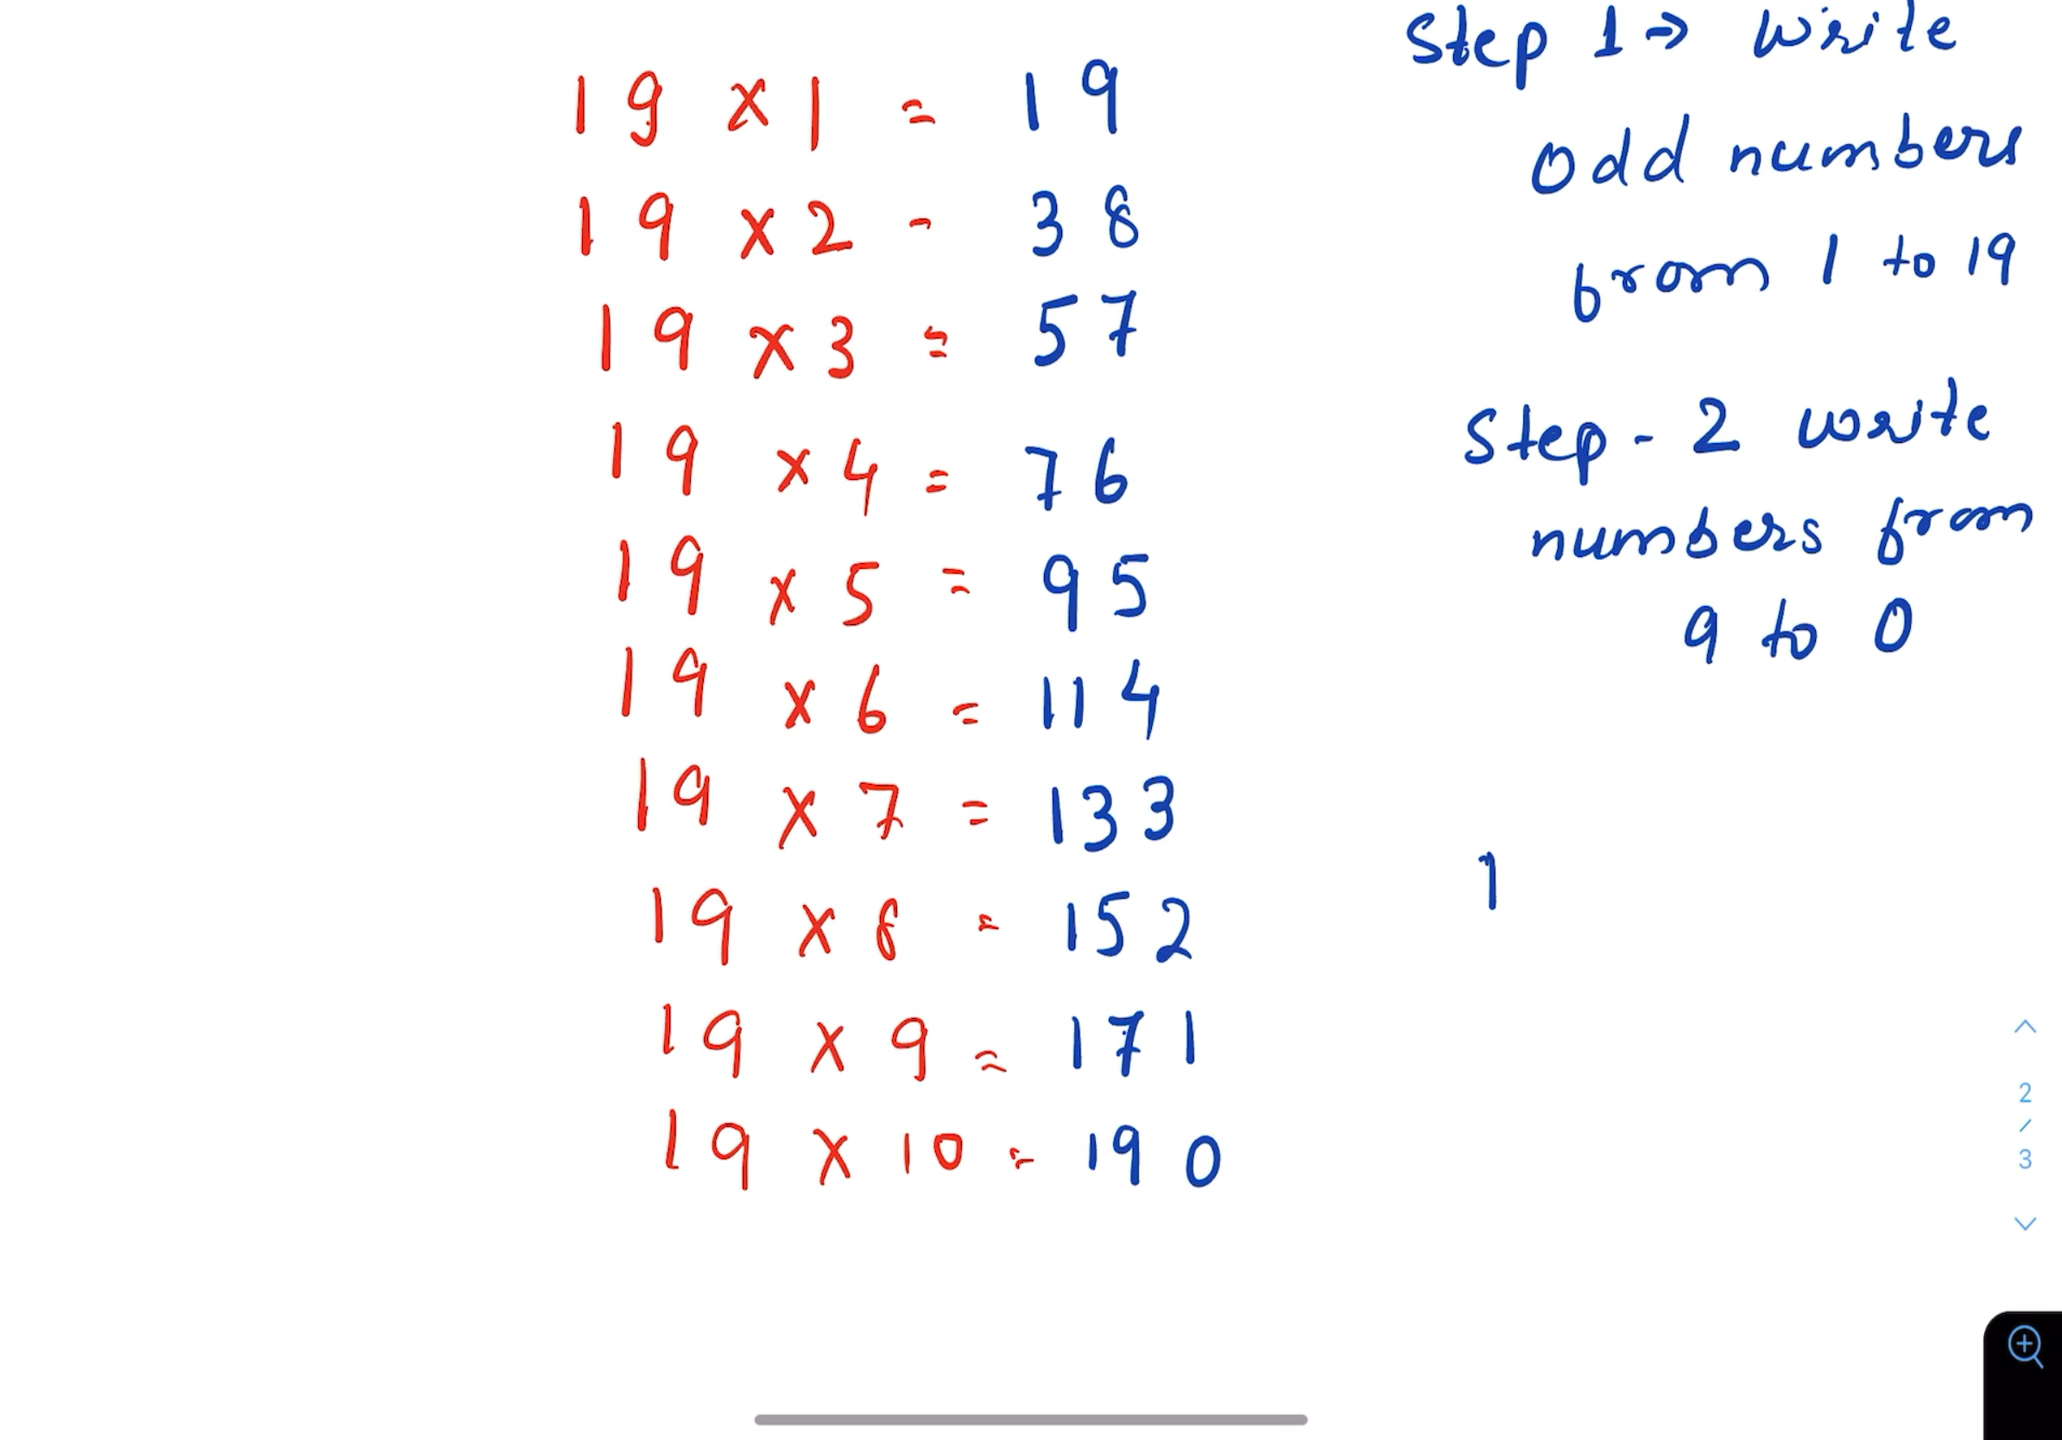 19 x 1 = 19
19 x 2 - 38
19 x 3 = 57
19 x 4 = 76
19 x 5 = 95
19 x 6 = 114
19 x 7 = 133
19 x 8 = 152
19 x 9 = 171
19 x 10 = 190
Step 1 ⇒ Write
odd numbers
from 1 to 19
Step - 2 write
numbers from
9 to 0
1
2
/
3